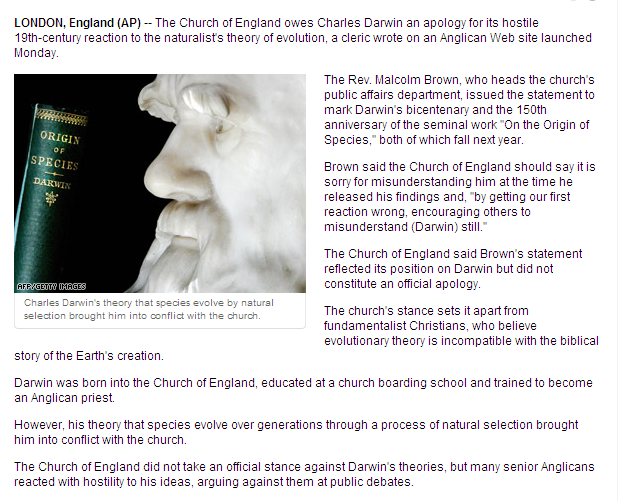 LONDON, England (AP) -- The Church of England owes Charles Darwin an apology for its hostile
19th-century reaction to the naturalist's theory of evolution, a cleric wrote on an Anglican Web site launched
Monday.
ORIGIN
OF
SPECIES
DARWIN
AFP/GETTY IMAGES
Charles Darwin's theory that species evolve by natural
selection brought him into conflict with the church.
The Rev. Malcolm Brown, who heads the church's
public affairs department, issued the statement to
mark Darwin's bicentenary and the 150th
anniversary of the seminal work "On the Origin of
Species," both of which fall next year.
Brown said the Church of England should say it is
sorry for misunderstanding him at the time he
released his findings and, "by getting our first
reaction wrong, encouraging others to
misunderstand (Darwin) still."
The Church of England said Brown's statement
reflected its position on Darwin but did not
constitute an official apology.
The church's stance sets it apart from
fundamentalist Christians, who believe
evolutionary theory is incompatible with the biblical
story of the Earth's creation.
Darwin was born into the Church of England, educated at a church boarding school and trained to become
an Anglican priest.
However, his theory that species evolve over generations through a process of natural selection brought
him into conflict with the church.
The Church of England did not take an official stance against Darwin's theories, but many senior Anglicans
reacted with hostility to his ideas, arguing against them at public debates.